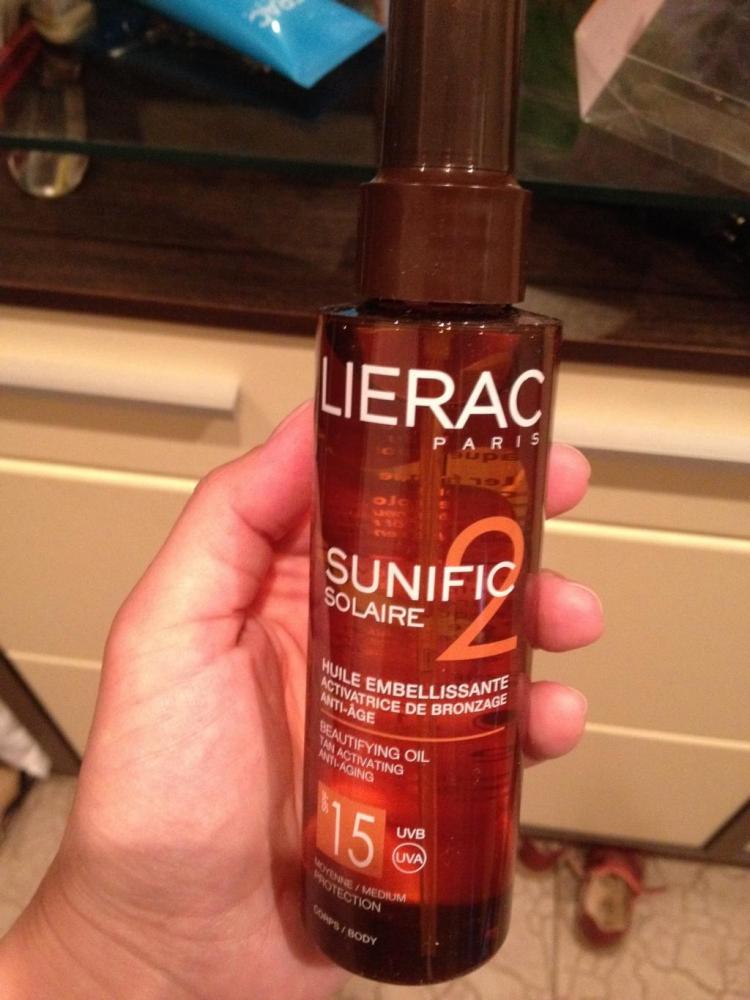 LIERAC
PARIS
2
SUNIFIC
SOLAIRE
HUILE EMBELLISSANTE
ACTIVATRICE DE BRONZAGE
ANTI-ÂGE
BEAUTIFYING OIL
TAN ACTIVATING
ANTI-AGING
SPF 15
UVB
UVA
MOYENNE / MEDIUM
PROTECTION
CORPS / BODY